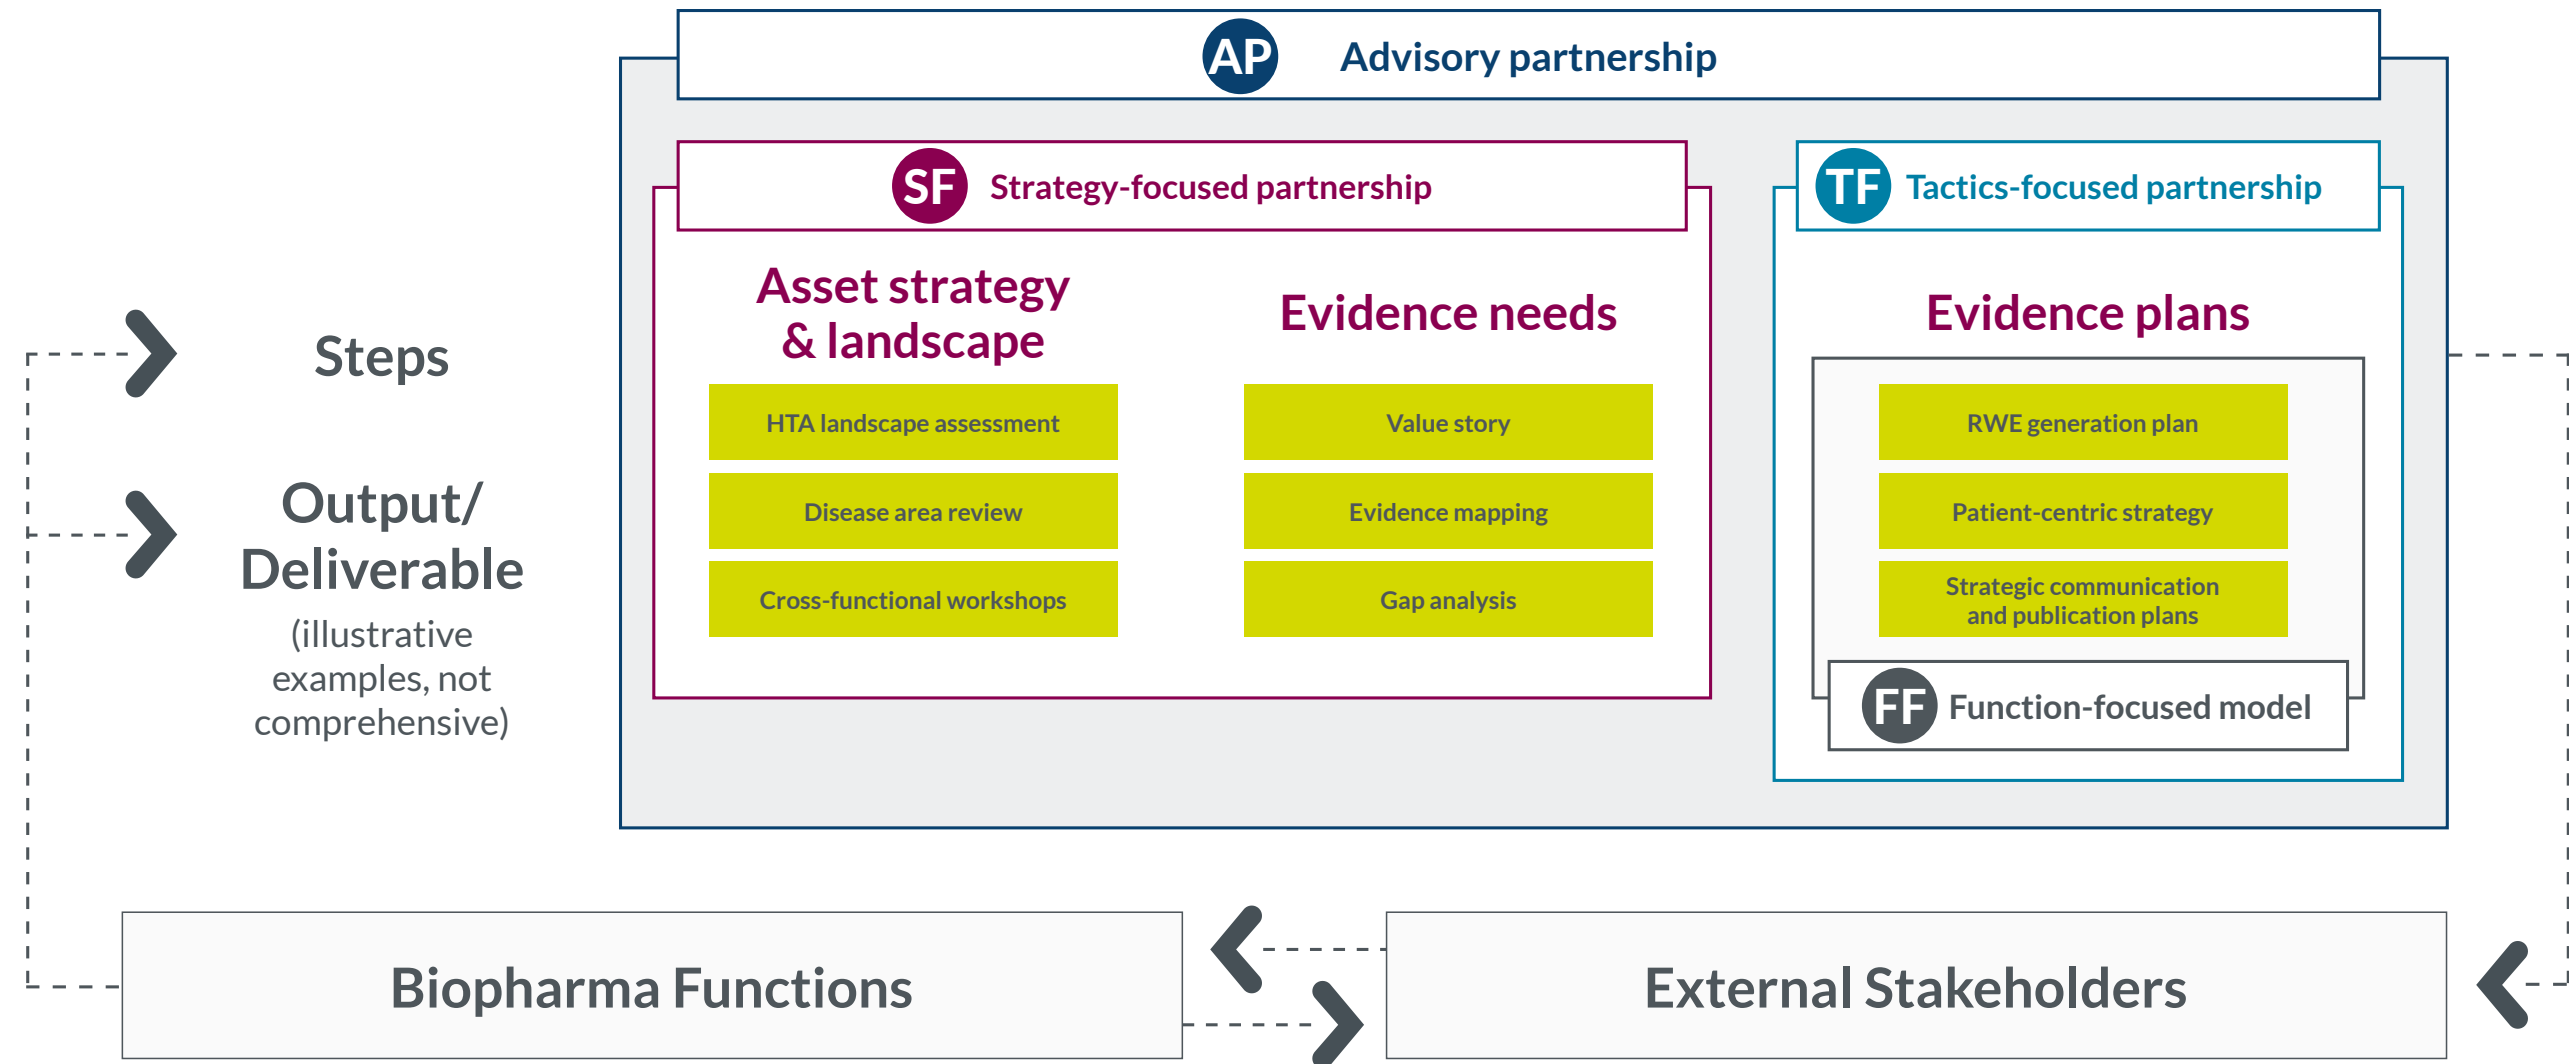 AP Advisory partnership
SF Strategy-focused partnership
TF Tactics-focused partnership
Steps
Asset strategy
& landscape
Evidence needs
Evidence plans
Output/
Deliverable
(illustrative
examples, not
comprehensive)
HTA landscape assessment
Disease area review
Cross-functional workshops
Value story
Evidence mapping
Gap analysis
RWE generation plan
Patient-centric strategy
Strategic communication
and publication plans
FF Function-focused model
Biopharma Functions
External Stakeholders